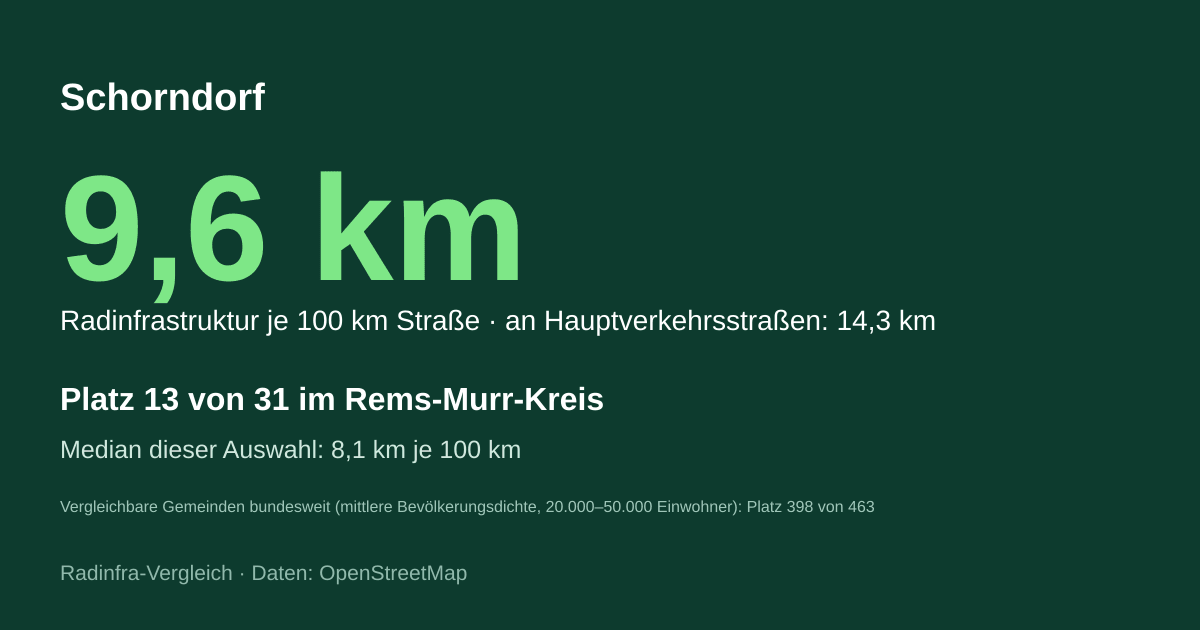 Schorndorf
9,6 km
Radinfrastruktur je 100 km Straße · an Hauptverkehrsstraßen: 14,3 km
Platz 13 von 31 im Rems-Murr-Kreis
Median dieser Auswahl: 8,1 km je 100 km
Vergleichbare Gemeinden bundesweit (mittlere Bevölkerungsdichte, 20.000–50.000 Einwohner): Platz 398 von 463
Radinfra-Vergleich · Daten: OpenStreetMap